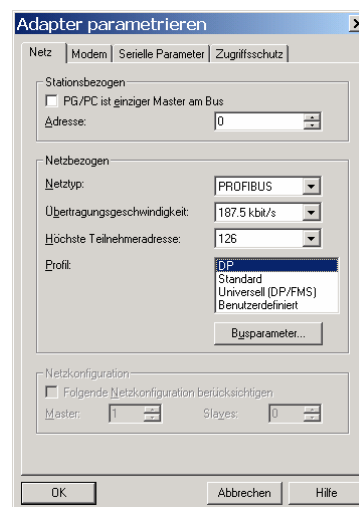 Adapter parametrieren
Netz Modem Serielle Parameter Zugriffsschutz
Stationsbezogen
PG/PC ist einziger Master am Bus
Adresse: 0
Netzbezogen
Netztyp: PROFIBUS
Übertragungsgeschwindigkeit: 187.5 kbit/s
Höchste Teilnehmeradresse: 126
Profil: DP
Standard
Universell (DP/FMS)
Benutzerdefiniert
Busparameter...
Netzkonfiguration
Folgende Netzkonfiguration berücksichtigen
Master: 1 Slaves: 0
OK Abbrechen Hilfe